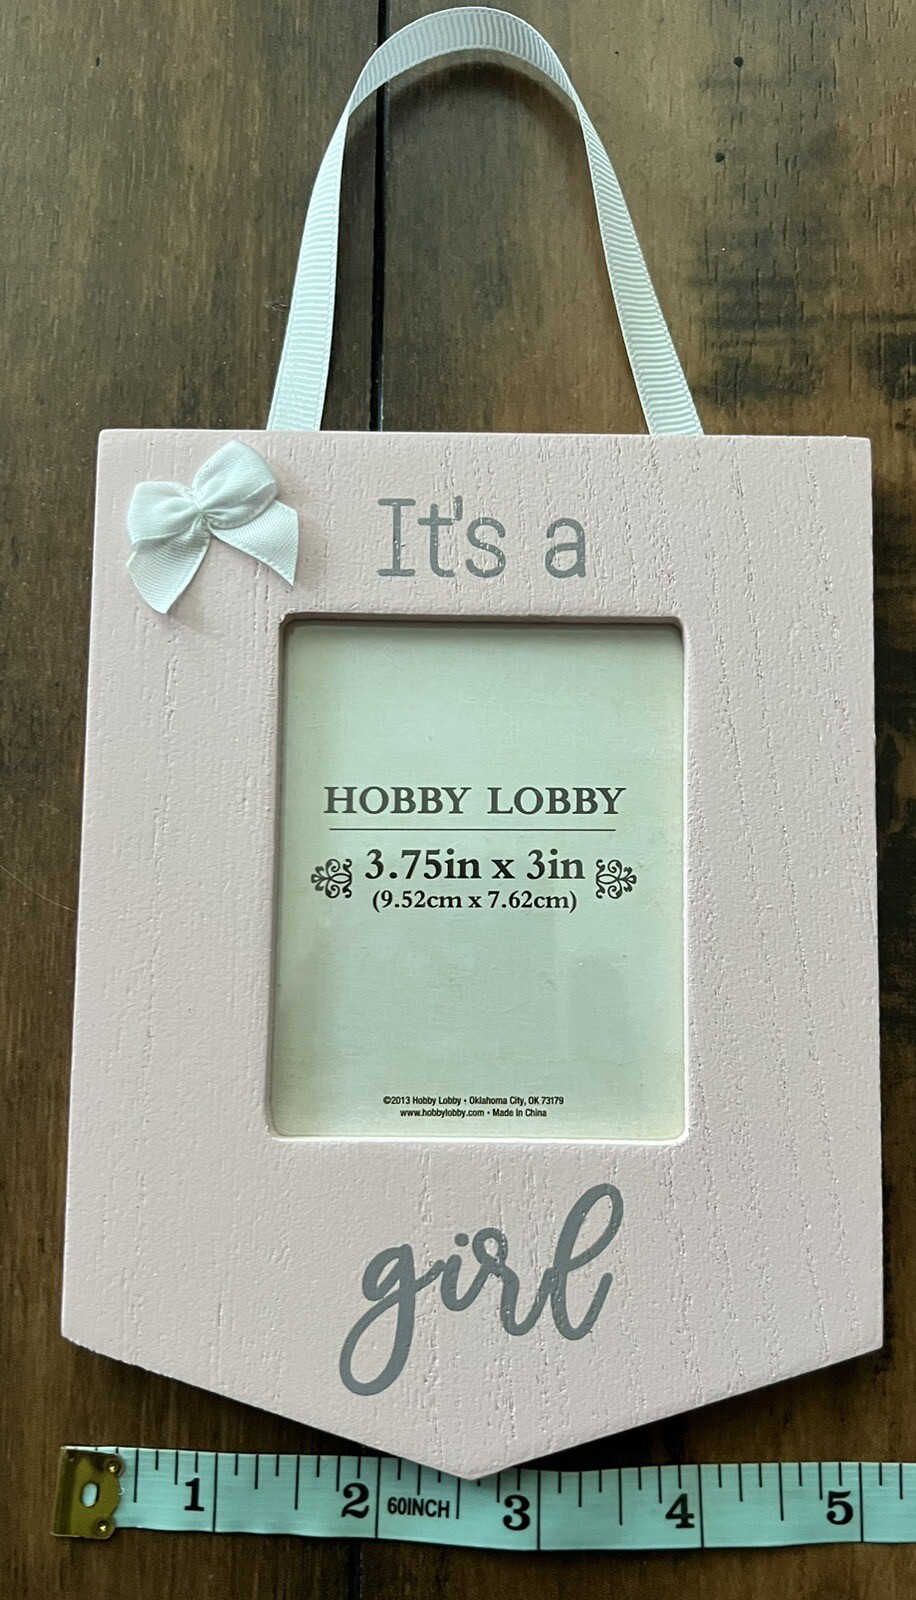 It's a
HOBBY LOBBY
3.75in x 3in
(9.52cm x 7.62cm)
©2013 Hobby Lobby • Oklahoma City, OK 73179
www.hobbylobby.com • Made in China
girl
1 2 60INCH 3 4 5